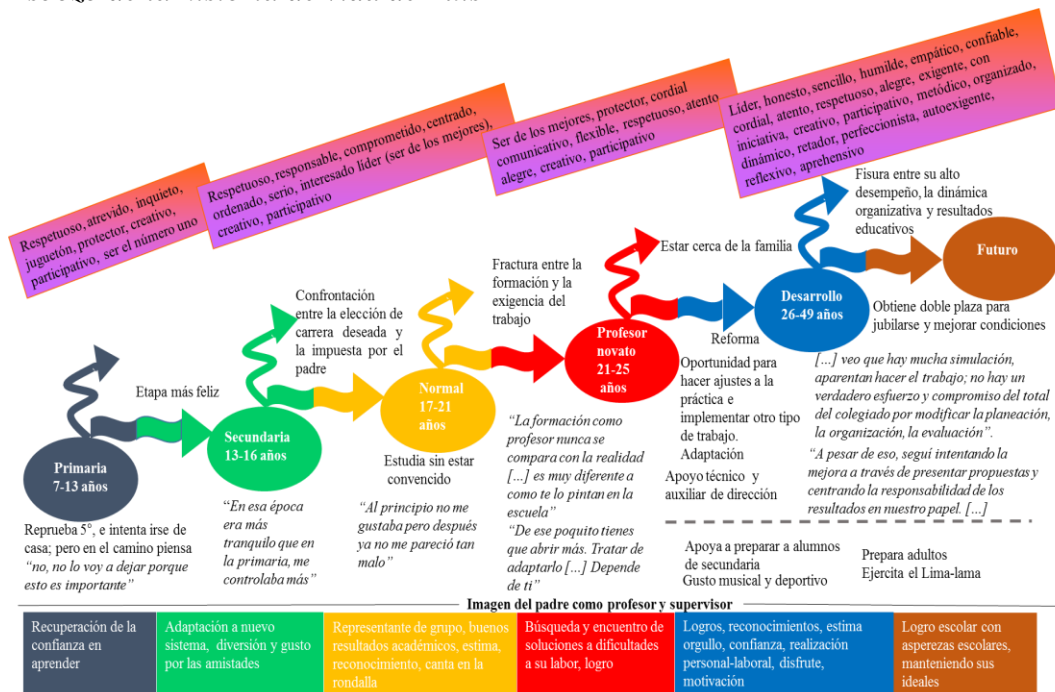 Respetuoso, atrevido, inquieto,
juguetón, protector, creativo,
participativo, ser el número uno
Respetuoso, responsable, comprometido, centrado,
ordenado, serio, interesado líder (ser de los mejores),
creativo, participativo
Ser de los mejores, protector, cordial
comunicativo, flexible, respetuoso, atento
alegre, creativo, participativo
Líder, honesto, sencillo, humilde, empático, confiable,
cordial, atento, respetuoso, alegre, exigente, con
iniciativa, creativo, participativo, metódico, organizado,
dinámico, retador, perfeccionista, autoexigente,
reflexivo, aprehensivo
Primaria
7-13 años
Etapa más feliz
Reprueba 5°, e intenta irse de
casa; pero en el camino piensa
“no, no lo voy a dejar porque
esto es importante”
Secundaria
13-16 años
Confrontación
entre la elección de
carrera deseada y
la impuesta por el
padre
“En esa época
era más
tranquilo que en
la primaria, me
controlaba más”
Normal
17-21
años
Fractura entre la
formación y la
exigencia del
trabajo
Estudia sin estar
convencido
“Al principio no me
gustaba pero después
ya no me pareció tan
malo”
Profesor
novato
21-25
años
Estar cerca de la familia
“La formación como
profesor nunca se
compara con la realidad
[...] es muy diferente a
como te lo pintan en la
escuela”
“De ese poquito tienes
que abrir más. Tratar de
adaptarlo [...] Depende
de ti”
Reforma
Oportunidad para
hacer ajustes a la
práctica e
implementar otro tipo
de trabajo.
Adaptación
Apoyo técnico y
auxiliar de dirección
Desarrollo
26-49 años
Fisura entre su alto
desempeño, la dinámica
organizativa y resultados
educativos
Futuro
Obtiene doble plaza para
jubilarse y mejorar condiciones
[...] veo que hay mucha simulación,
aparentan hacer el trabajo; no hay un
verdadero esfuerzo y compromiso del total
del colegiado por modificar la planeación,
la organización, la evaluación”.
“A pesar de eso, seguí intentando la
mejora a través de presentar propuestas y
centrando la responsabilidad de los
resultados en nuestro papel. [...]
Apoya a preparar a alumnos
de secundaria
Gusto musical y deportivo
Prepara adultos
Ejercita el Lima-lama
Imagen del padre como profesor y supervisor
Recuperación de la
confianza en
aprender
Adaptación a nuevo
sistema, diversión y gusto
por las amistades
Representante de grupo, buenos
resultados académicos, estima,
reconocimiento, canta en la
rondalla
Búsqueda y encuentro de
soluciones a dificultades
a su labor, logro
Logros, reconocimientos, estima
orgullo, confianza, realización
personal-laboral, disfrute,
motivación
Logro escolar con
asperezas escolares,
manteniendo sus
ideales